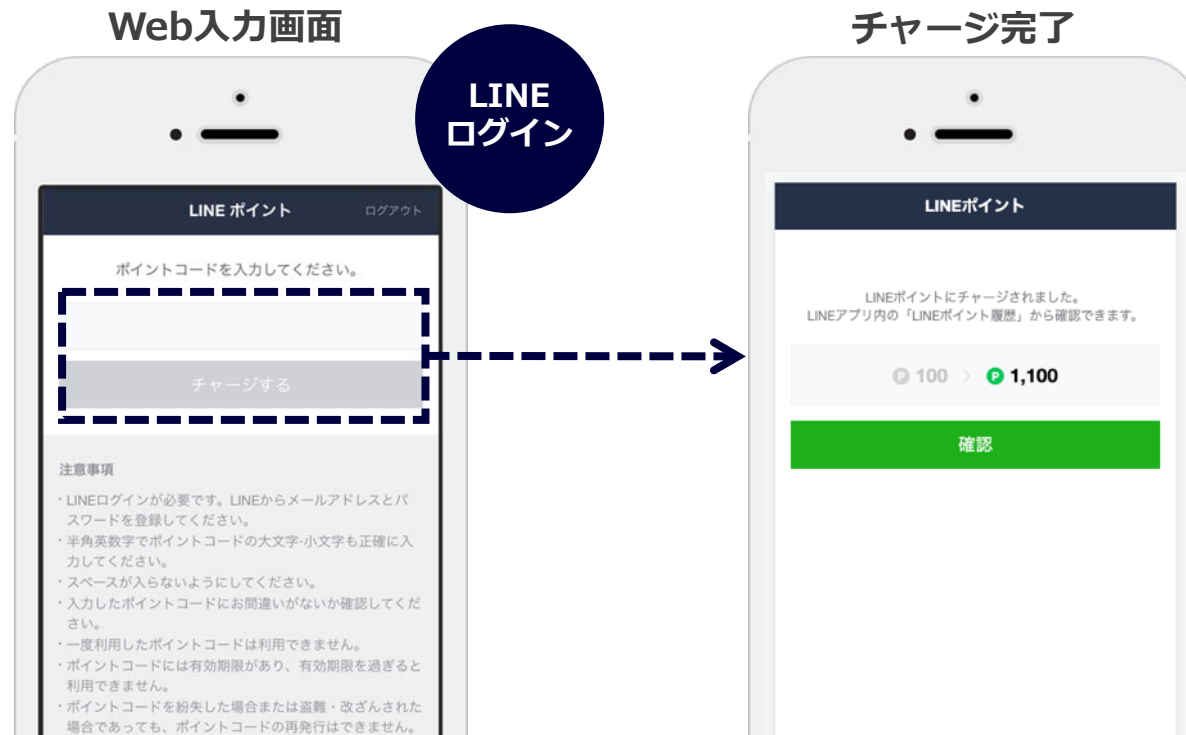 Web入力画面
LINE
ログイン
LINE ポイント
ログアウト
ポイントコードを入力してください。
チャージする
注意事項
・LINEログインが必要です。LINEからメールアドレスとパ
スワードを登録してください。
・半角英数字でポイントコードの大文字・小文字も正確に入
力してください。
・スペースが入らないようにしてください。
・入力したポイントコードにお間違いがないか確認してくだ
さい。
・一度利用したポイントコードは利用できません。
・ポイントコードには有効期限があり、有効期限を過ぎると
利用できません。
・ポイントコードを紛失した場合または盗難・改ざんされた
場合であっても、ポイントコードの再発行はできません。
チャージ完了
LINEポイント
LINEポイントにチャージされました。
LINEアプリ内の「LINEポイント履歴」から確認できます。
P 100 > P 1,100
確認